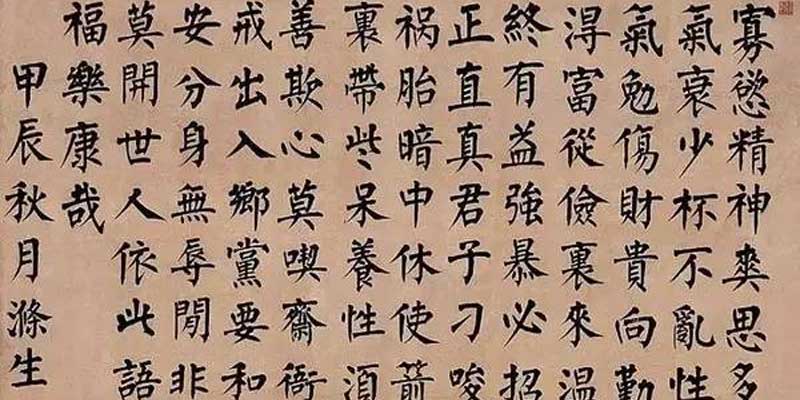 寡慾精神爽思多
氣衰少杯不亂性
氣勉傷財貴向勤
淂富從儉裏來温
終有益強暴必招
正直真君子刁唆
祸胎暗中休使箭
裏帶些呆養性湏
善欺心莫喫齋衙
戒出入鄉黨要和
安分身無辱閒非
莫開世人依此語
福樂康哉
甲辰秋月滌生